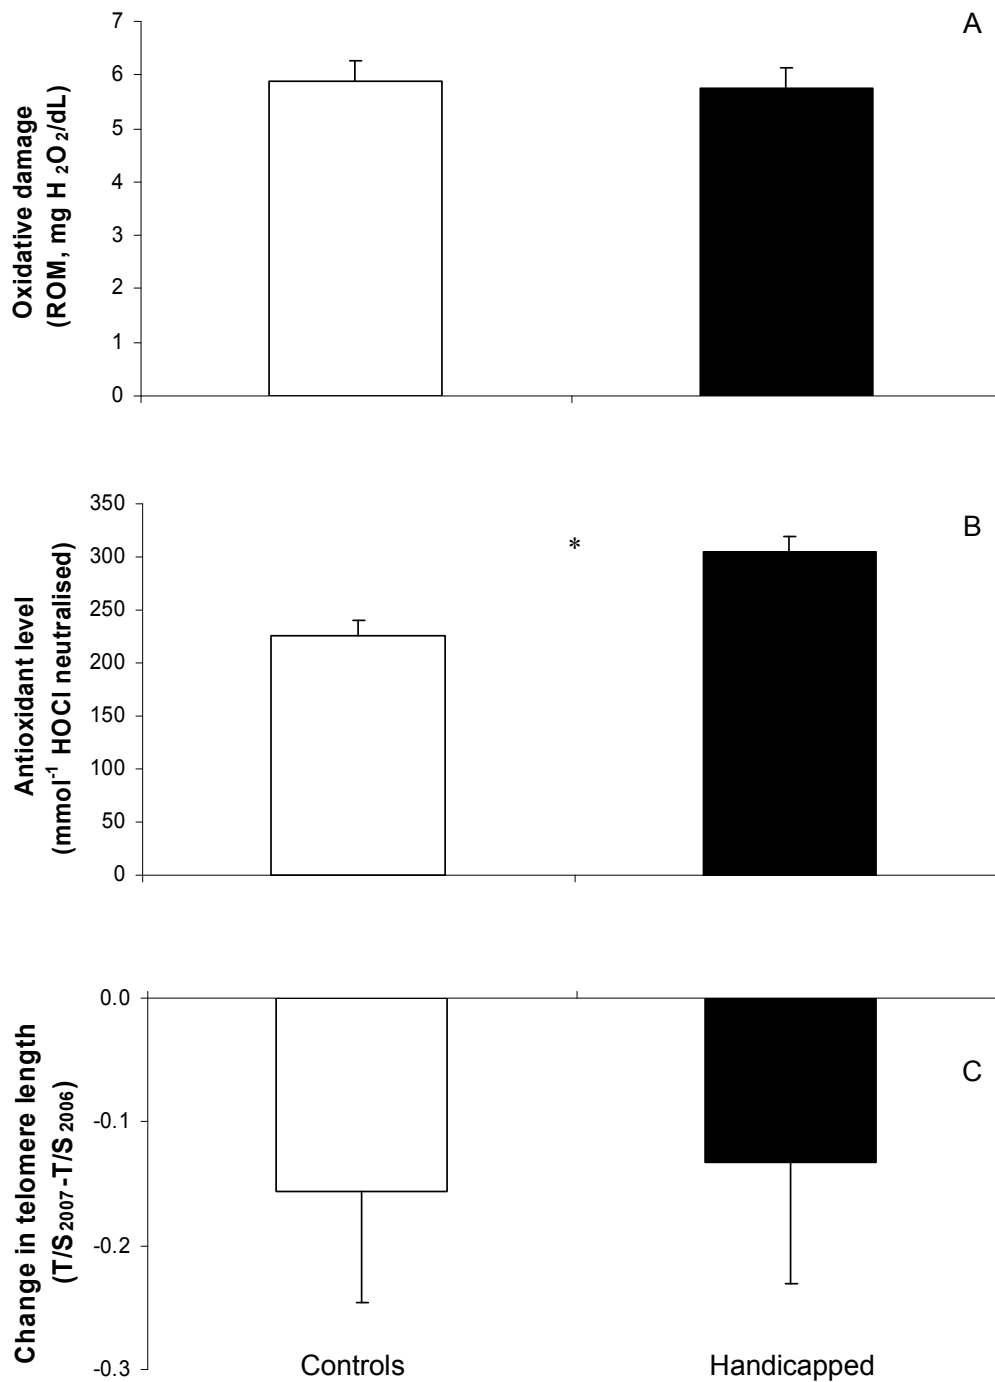 A
Oxidative damage
(ROM, mg H2O2/dL)
7
6
5
4
3
2
1
0
B
Antioxidant level
(mmol-1 HOCl neutralised)
350
300
250
200
150
100
50
0
*
C
Change in telomere length
(T/S2007-T/S2006)
0.0
-0.1
-0.2
-0.3
Controls
Handicapped